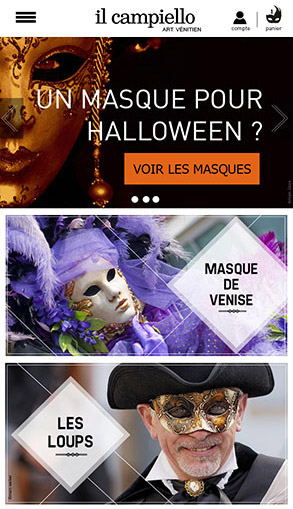 il campiello
ART VÉNITIEN
compte
panier
UN MASQUE POUR
HALLOWEEN ?
VOIR LES MASQUES
MASQUE
DE
VENISE
LES
LOUPS